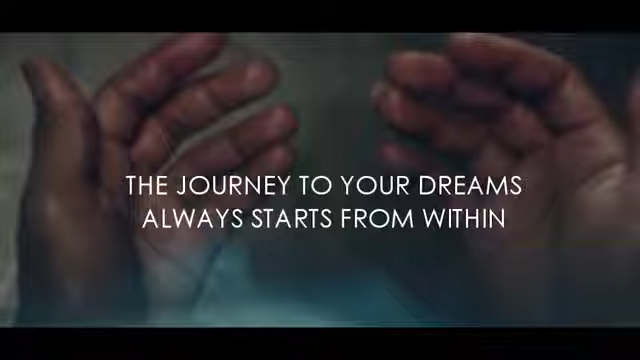 THE JOURNEY TO YOUR DREAMS
ALWAYS STARTS FROM WITHIN